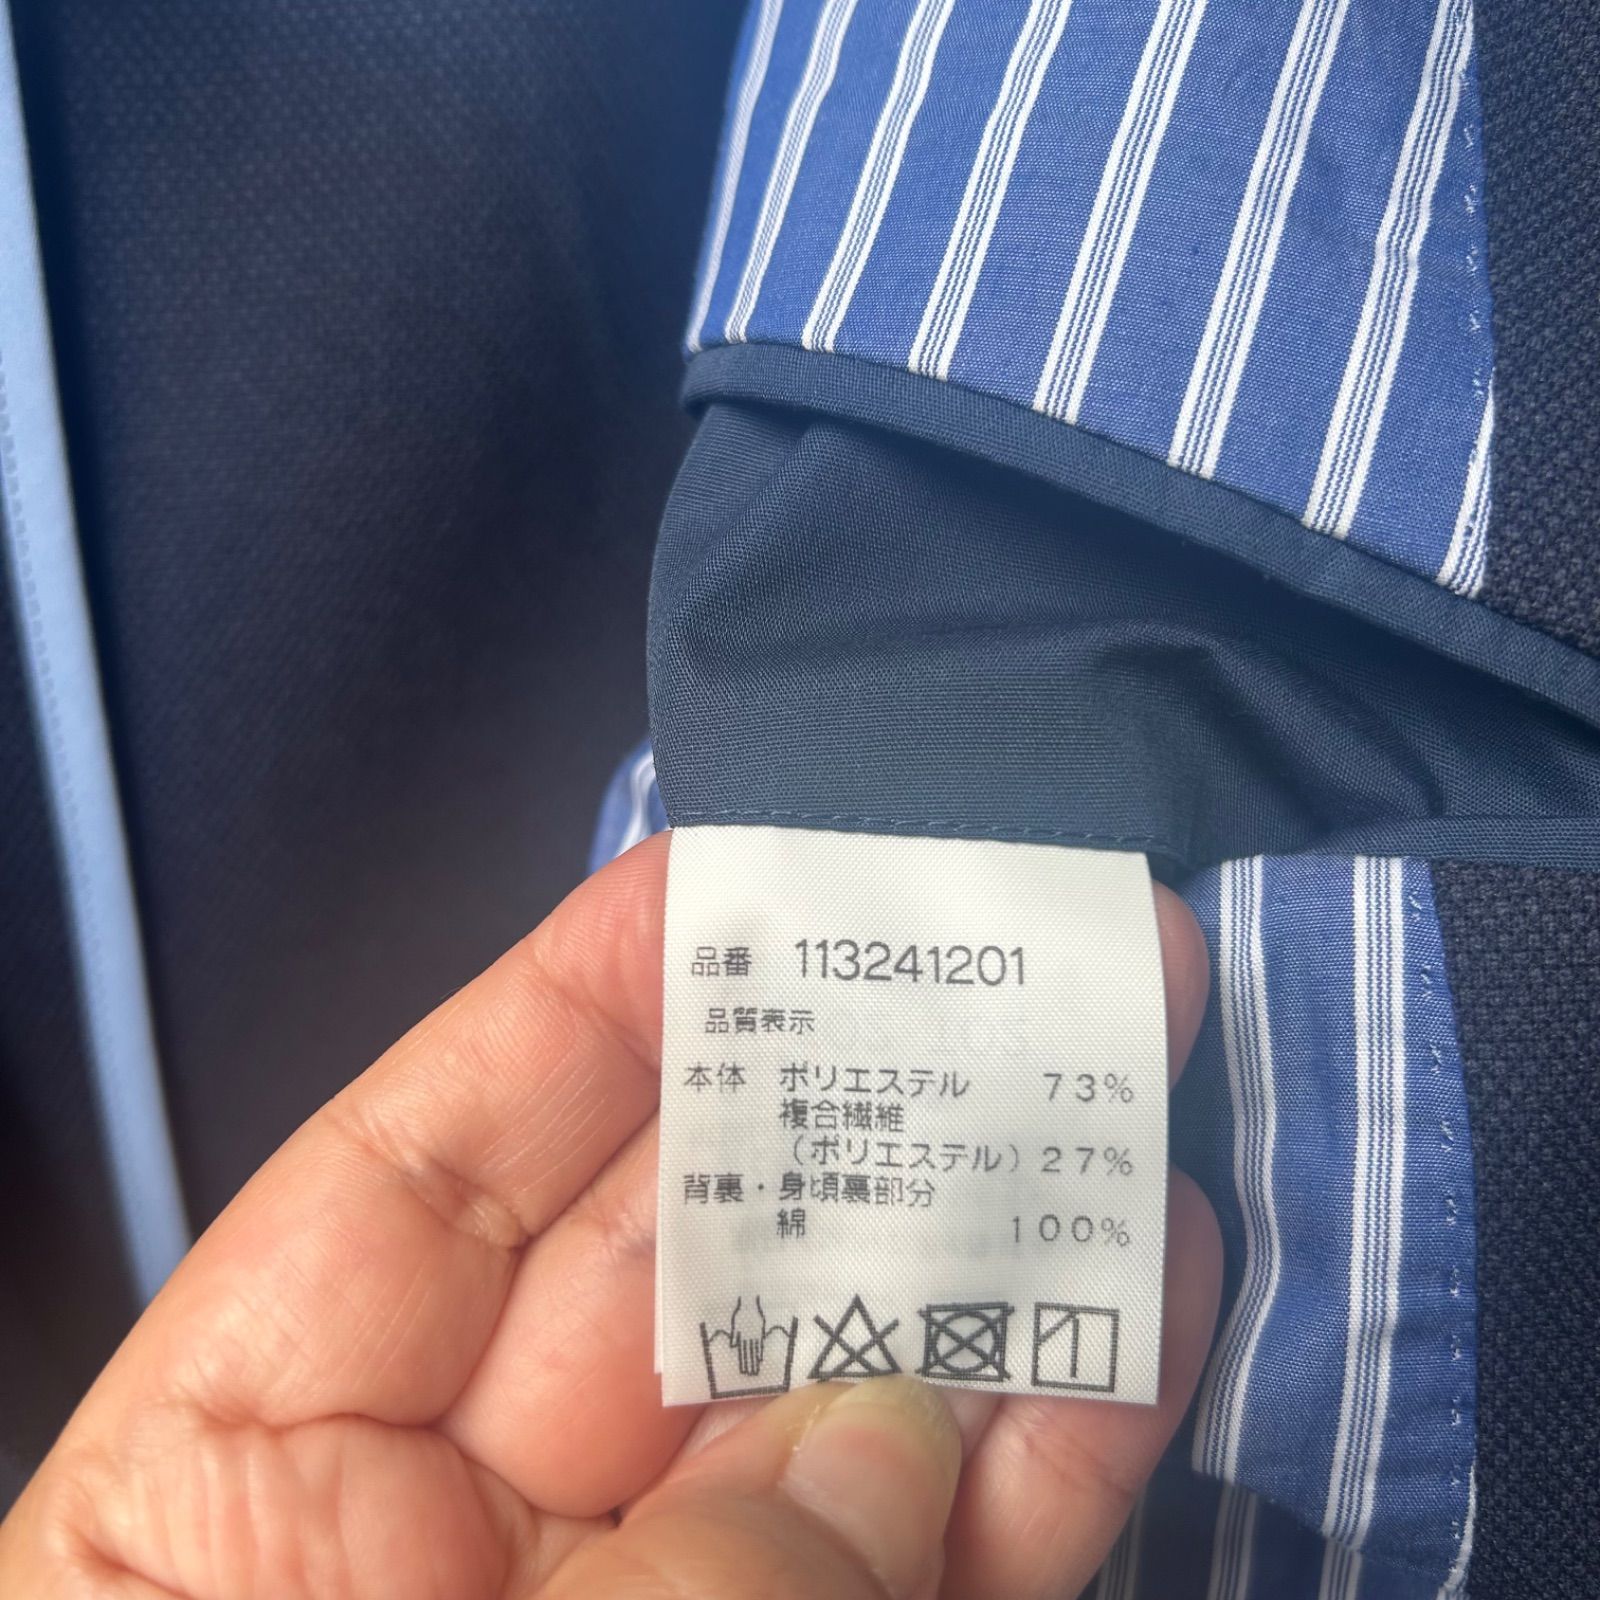 品番 113241201
品質表示
本体 ポリエステル 73%
複合繊維
(ポリエステル) 27%
背裏・身頃裏部分
綿 100%